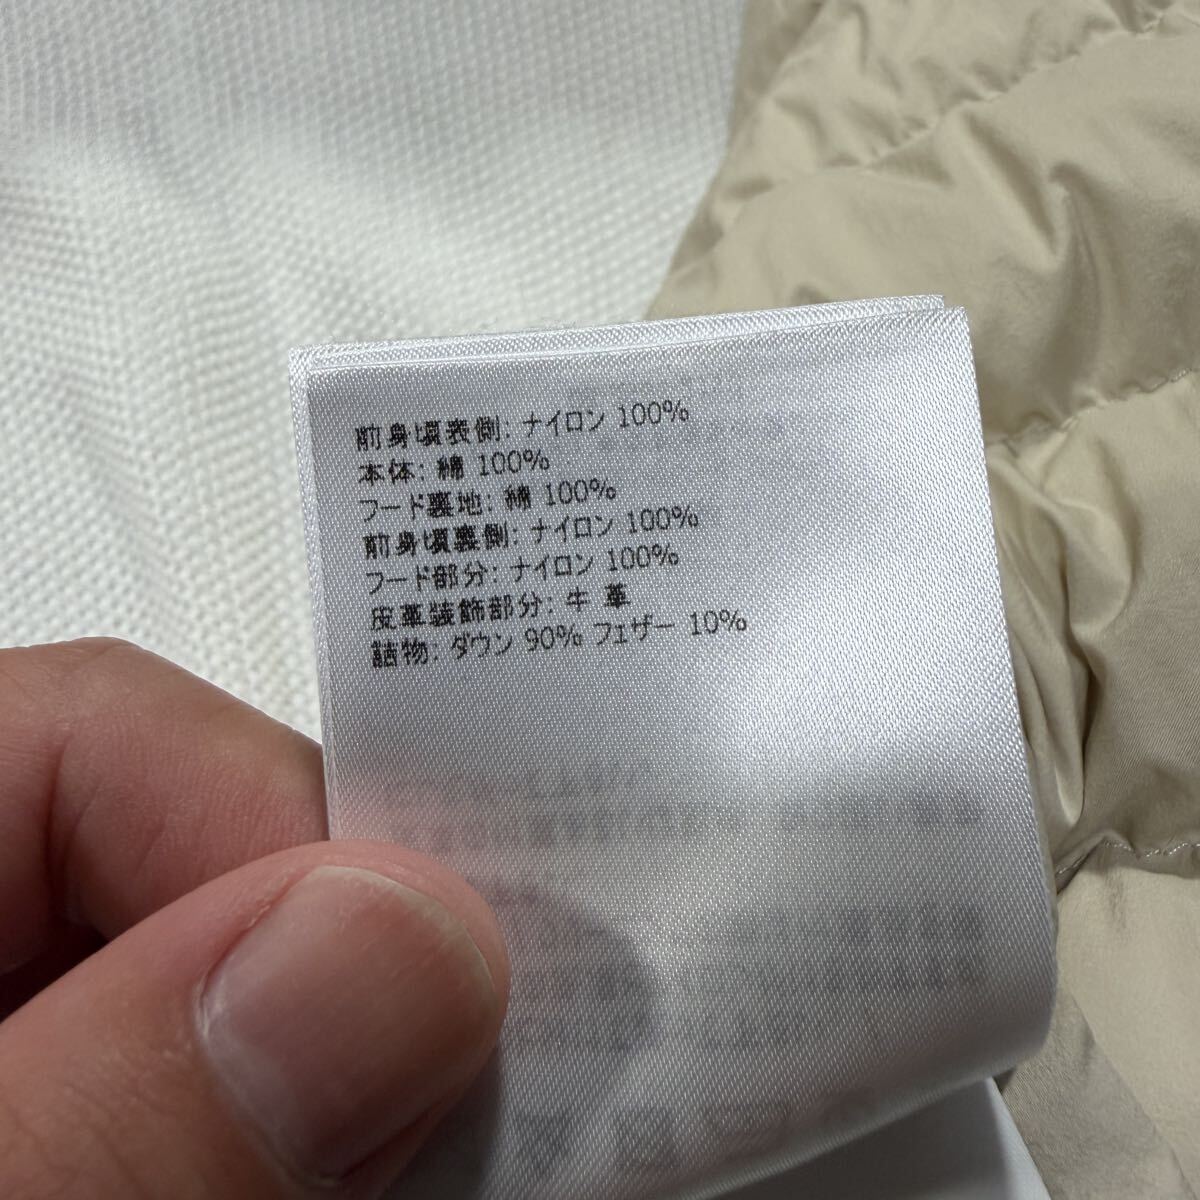 前身頃表側: ナイロン 100%
本体: 綿 100%
フード裏地: 綿 100%
前身頃裏側: ナイロン 100%
フード部分: ナイロン 100%
皮革装飾部分: 牛 革
詰物: ダウン 90% フェザー 10%